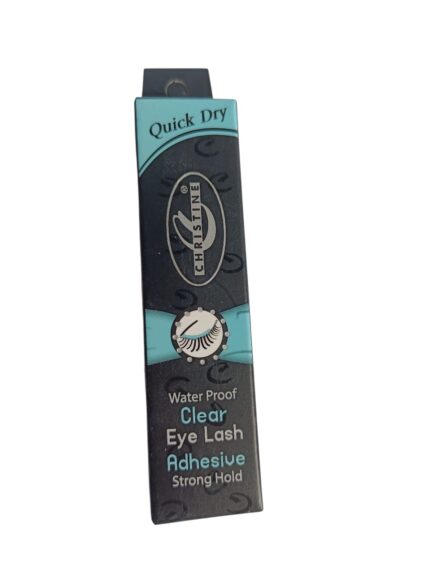 Quick Dry
CHRISTINE®
Water Proof
Clear
Eye Lash
Adhesive
Strong Hold